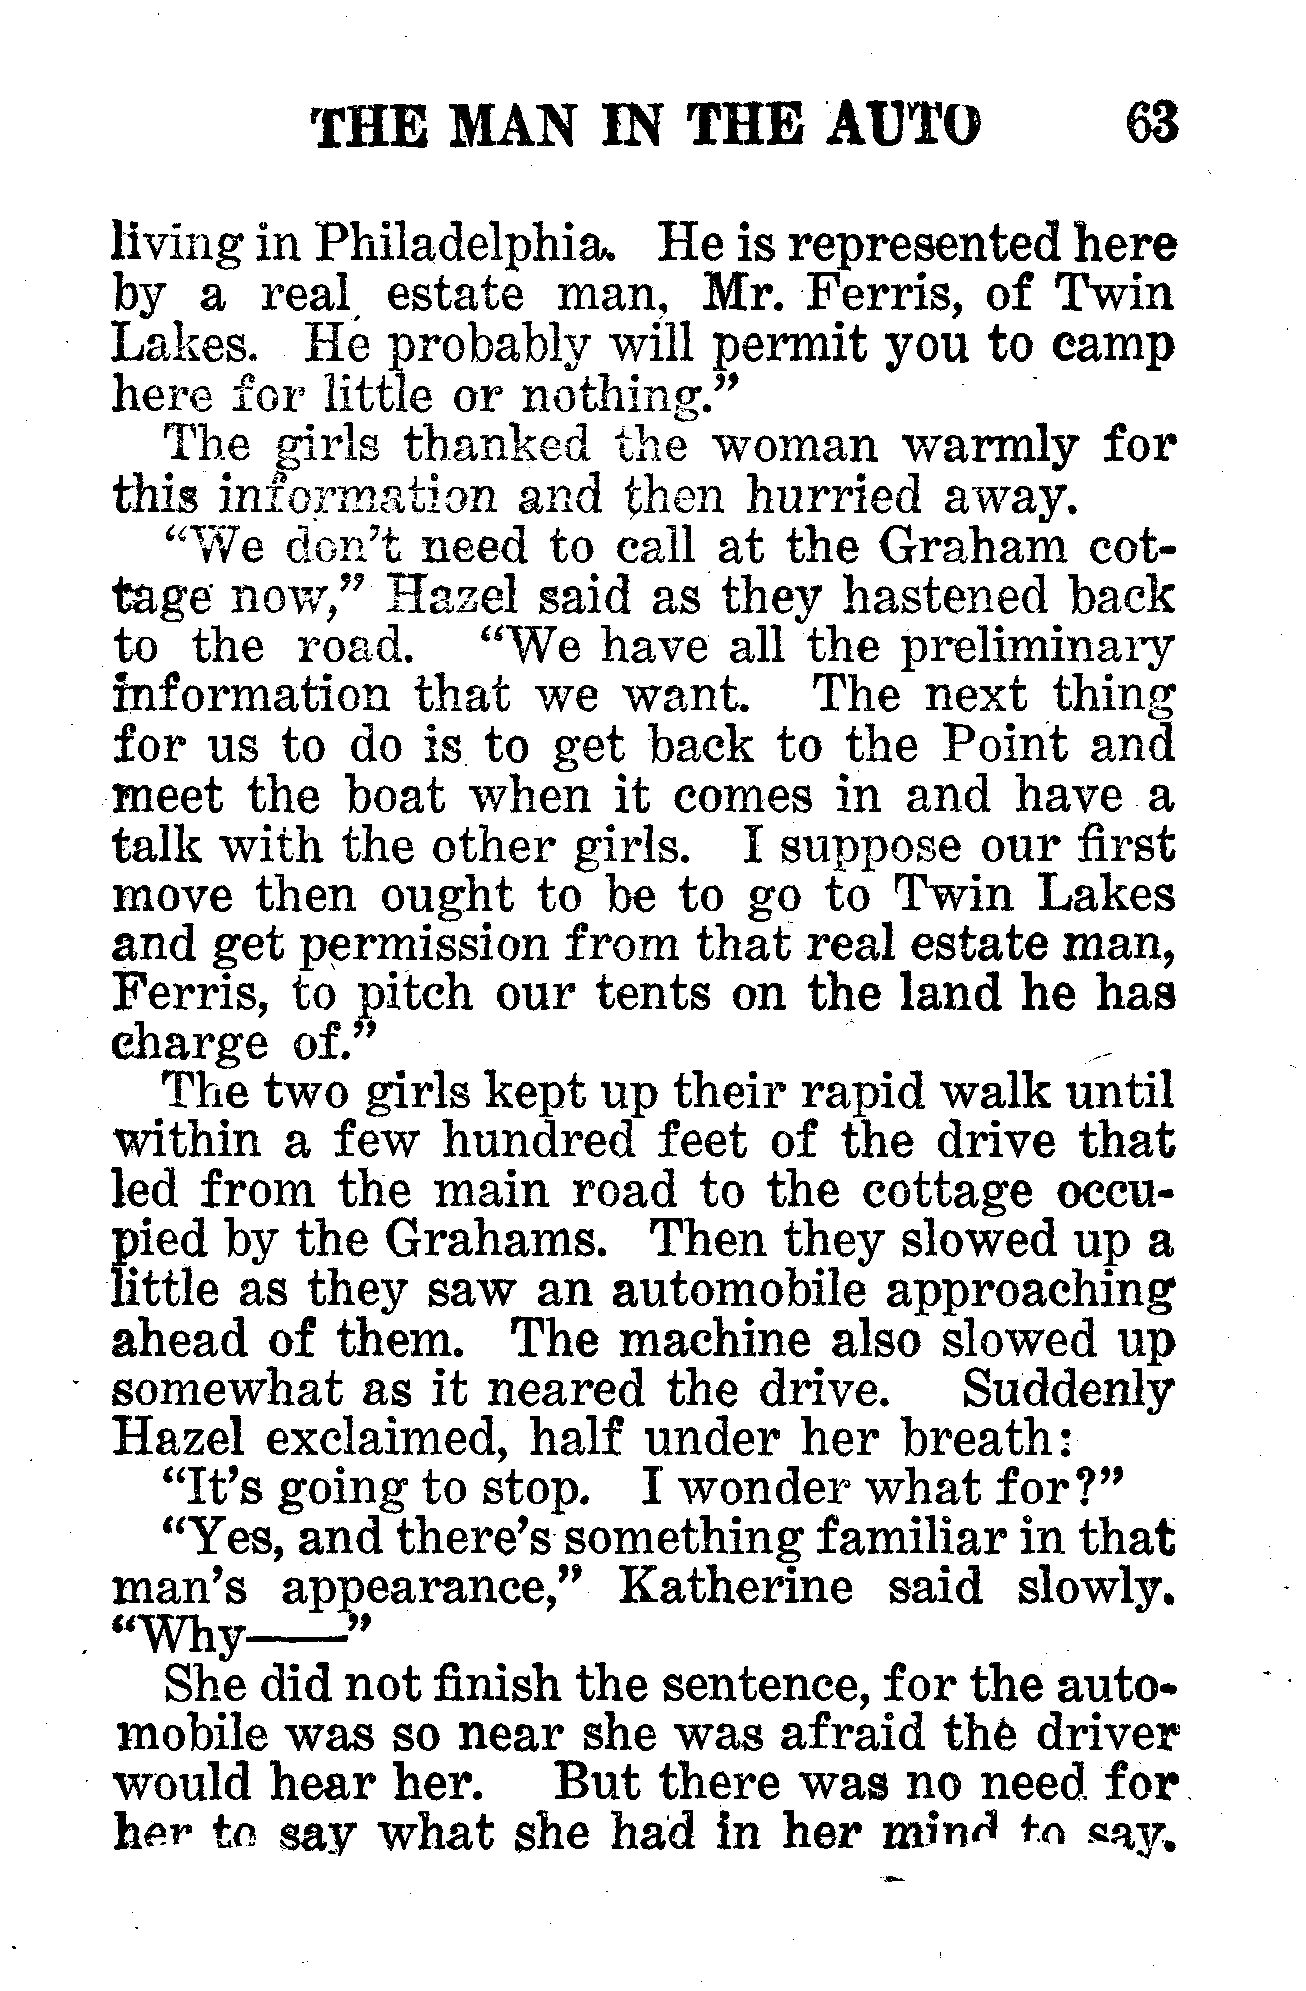 THE MAN IN THE AUTO 63
living in Philadelphia. He is represented here
by a real estate man, Mr. Ferris, of Twin
Lakes. He probably will permit you to camp
here for little or nothing.”
The girls thanked the woman warmly for
this information and then hurried away.
“We don’t need to call at the Graham cot-
tage now,” Hazel said as they hastened back
to the road. “We have all the preliminary
information that we want. The next thing
for us to do is to get back to the Point and
meet the boat when it comes in and have a
talk with the other girls. I suppose our first
move then ought to be to go to Twin Lakes
and get permission from that real estate man,
Ferris, to pitch our tents on the land he has
charge of.”
The two girls kept up their rapid walk until
within a few hundred feet of the drive that
led from the main road to the cottage occu-
pied by the Grahams. Then they slowed up a
little as they saw an automobile approaching
ahead of them. The machine also slowed up
somewhat as it neared the drive. Suddenly
Hazel exclaimed, half under her breath:
“It’s going to stop. I wonder what for?”
“Yes, and there’s something familiar in that
man’s appearance,” Katherine said slowly.
“Why——”
She did not finish the sentence, for the auto-
mobile was so near she was afraid the driver
would hear her. But there was no need for
her to say what she had in her mind to say.